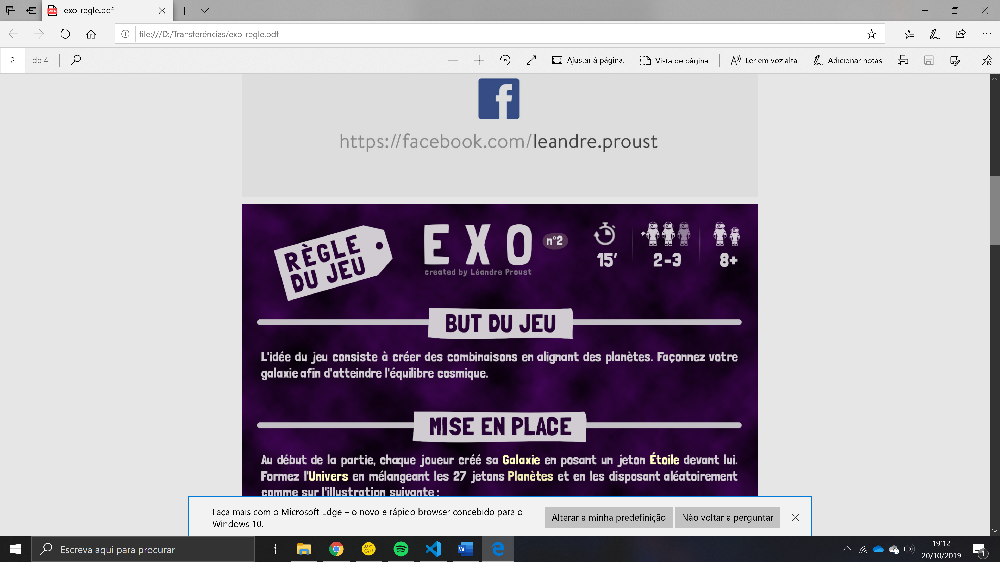 exo-regle.pdf
file:///D:/Transferências/exo-regle.pdf
2 de 4 Ajustar à página. Vista de página Ler em voz alta Adicionar notas
https://facebook.com/leandre.proust
RÈGLE
DU JEU
EXO n°2
created by Léandre Proust
15' 2-3 8+
BUT DU JEU
L'idée du jeu consiste à créer des combinaisons en alignant des planètes. Façonnez votre
galaxie afin d'atteindre l'équilibre cosmique.
MISE EN PLACE
Au début de la partie, chaque joueur créé sa Galaxie en posant un jeton Étoile devant lui.
Formez l'Univers en mélangeant les 27 jetons Planètes et en les disposant aléatoirement
comme sur l'illustration suivante :
Faça mais com o Microsoft Edge – o novo e rápido browser concebido para o
Windows 10.
Alterar a minha predefinição Não voltar a perguntar
Escreva aqui para procurar
200
OK!
19:12
20/10/2019
1